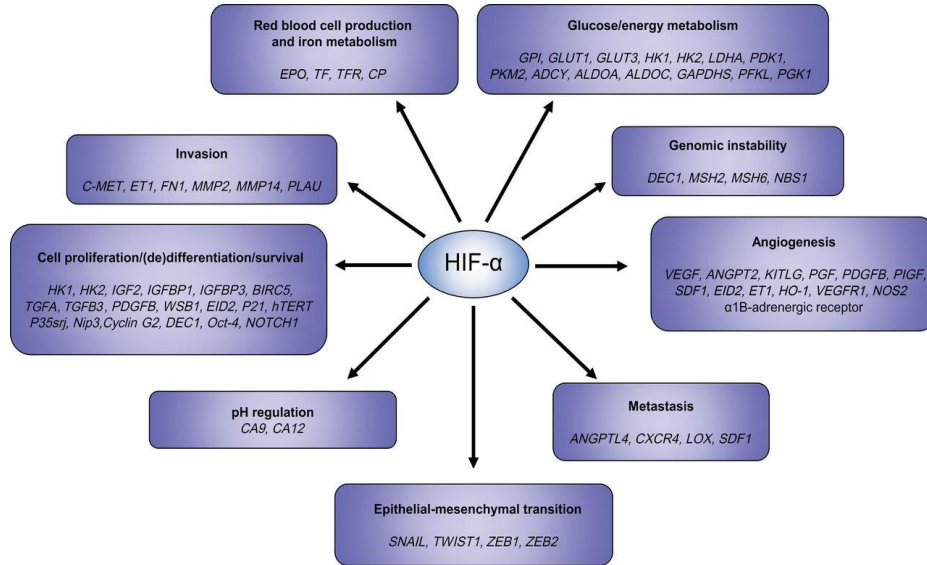 Red blood cell production
and iron metabolism
EPO, TF, TFR, CP
Glucose/energy metabolism
GPI, GLUT1, GLUT3, HK1, HK2, LDHA, PDK1,
PKM2, ADCY, ALDOA, ALDOC, GAPDHS, PFKL, PGK1
Invasion
C-MET, ET1, FN1, MMP2, MMP14, PLAU
Genomic instability
DEC1, MSH2, MSH6, NBS1
Cell proliferation/(de)differentiation/survival
HK1, HK2, IGF2, IGFBP1, IGFBP3, BIRC5,
TGFA, TGFB3, PDGFB, WSB1, EID2, P21, hTERT
P35srj, Nip3,Cyclin G2, DEC1, Oct-4, NOTCH1
HIF-α
Angiogenesis
VEGF, ANGPT2, KITLG, PGF, PDGFB, PIGF,
SDF1, EID2, ET1, HO-1, VEGFR1, NOS2
α1B-adrenergic receptor
pH regulation
CA9, CA12
Metastasis
ANGPTL4, CXCR4, LOX, SDF1
Epithelial-mesenchymal transition
SNAIL, TWIST1, ZEB1, ZEB2